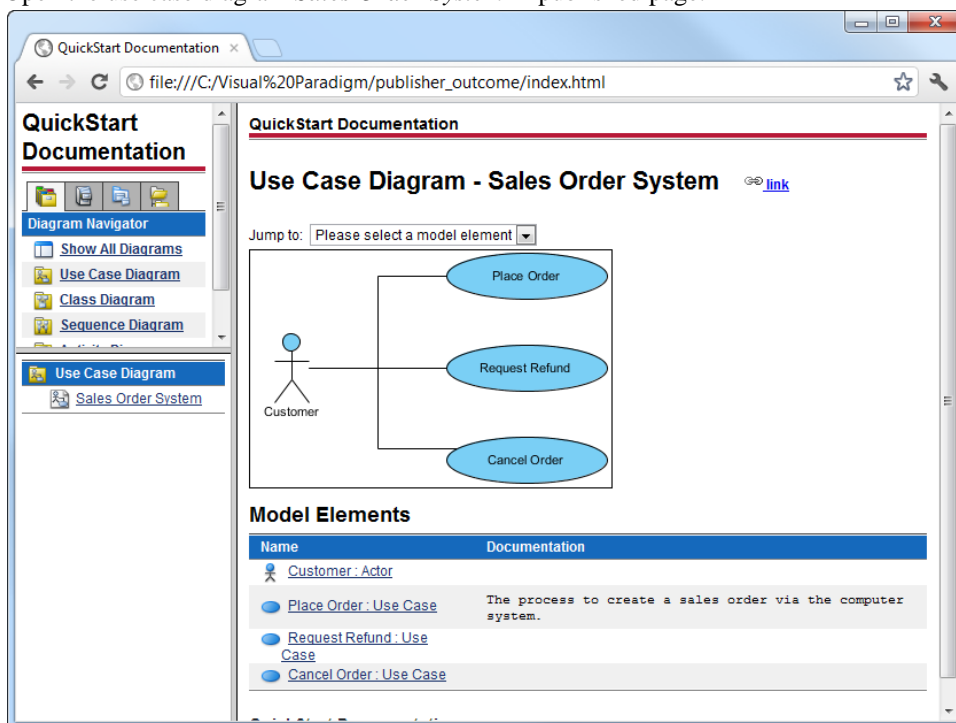 QuickStart Documentation
file:///C:/Visual%20Paradigm/publisher_outcome/index.html
QuickStart
Documentation
Diagram Navigator
Show All Diagrams
Use Case Diagram
Class Diagram
Sequence Diagram
Use Case Diagram
Sales Order System
QuickStart Documentation
Use Case Diagram - Sales Order System
link
Jump to: Please select a model element
Place Order
Request Refund
Customer
Cancel Order
Model Elements
Name Documentation
Customer : Actor
Place Order : Use Case The process to create a sales order via the computer
system.
Request Refund : Use
Case
Cancel Order : Use Case